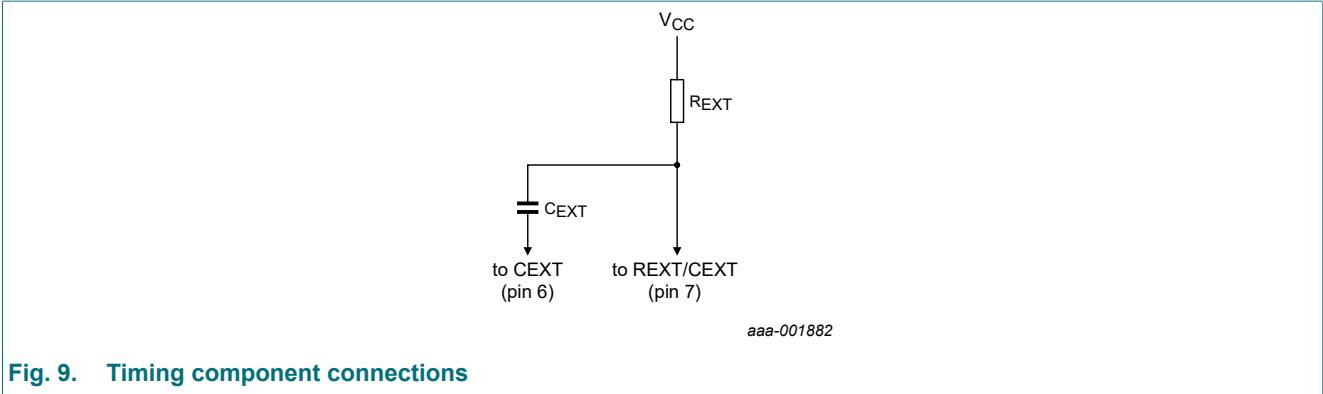 VCC
REXT
CEXT
to CEXT
(pin 6)
to REXT/CEXT
(pin 7)
aaa-001882
Fig. 9. Timing component connections